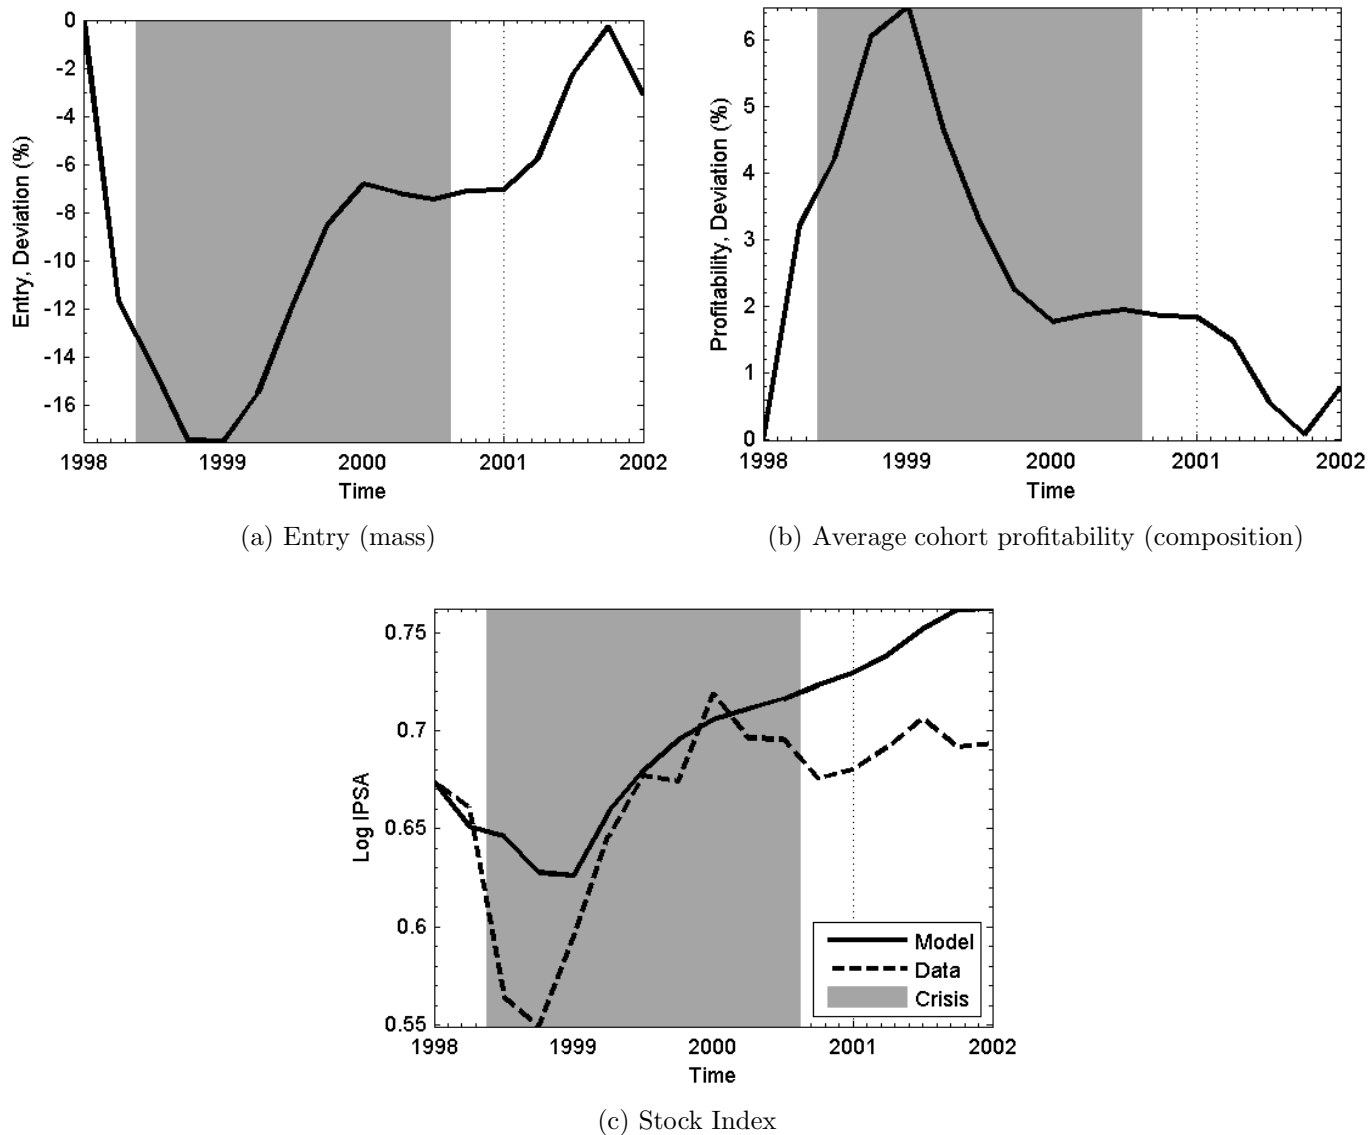 0
-2
-4
-6
-8
-10
-12
-14
-16
Entry, Deviation (%)
1998 1999 2000 2001 2002
Time
(a) Entry (mass)
6
5
4
3
2
1
0
Profitability, Deviation (%)
1998 1999 2000 2001 2002
Time
(b) Average cohort profitability (composition)
0.75
0.7
0.65
0.6
0.55
Log IPSA
Model
Data
Crisis
1998 1999 2000 2001 2002
Time
(c) Stock Index